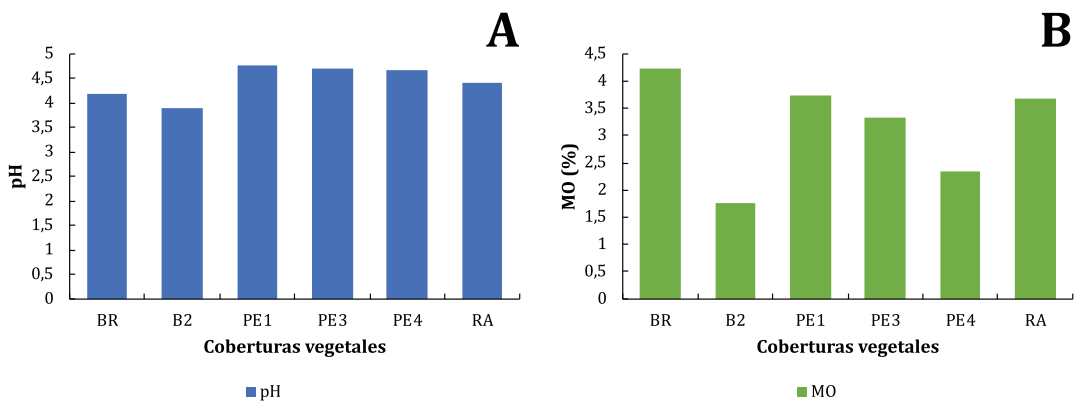 A
5
4,5
4
3,5
3
2,5
2
1,5
1
0,5
0
pH
BR B2 PE1 PE3 PE4 RA
Coberturas vegetales
pH
B
4,5
4
3,5
3
2,5
2
1,5
1
0,5
0
MO (%)
BR B2 PE1 PE3 PE4 RA
Coberturas vegetales
MO